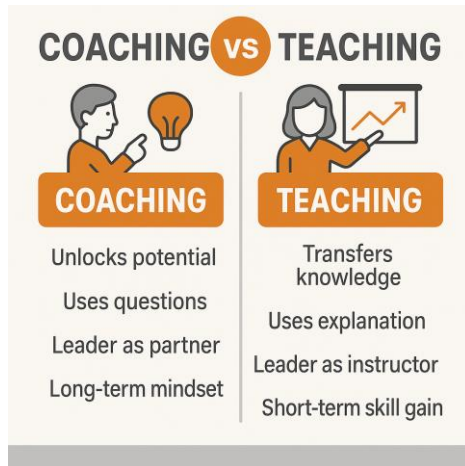 COACHING VS TEACHING
COACHING
Unlocks potential
Uses questions
Leader as partner
Long-term mindset
TEACHING
Transfers
knowledge
Uses explanation
Leader as instructor
Short-term skill gain